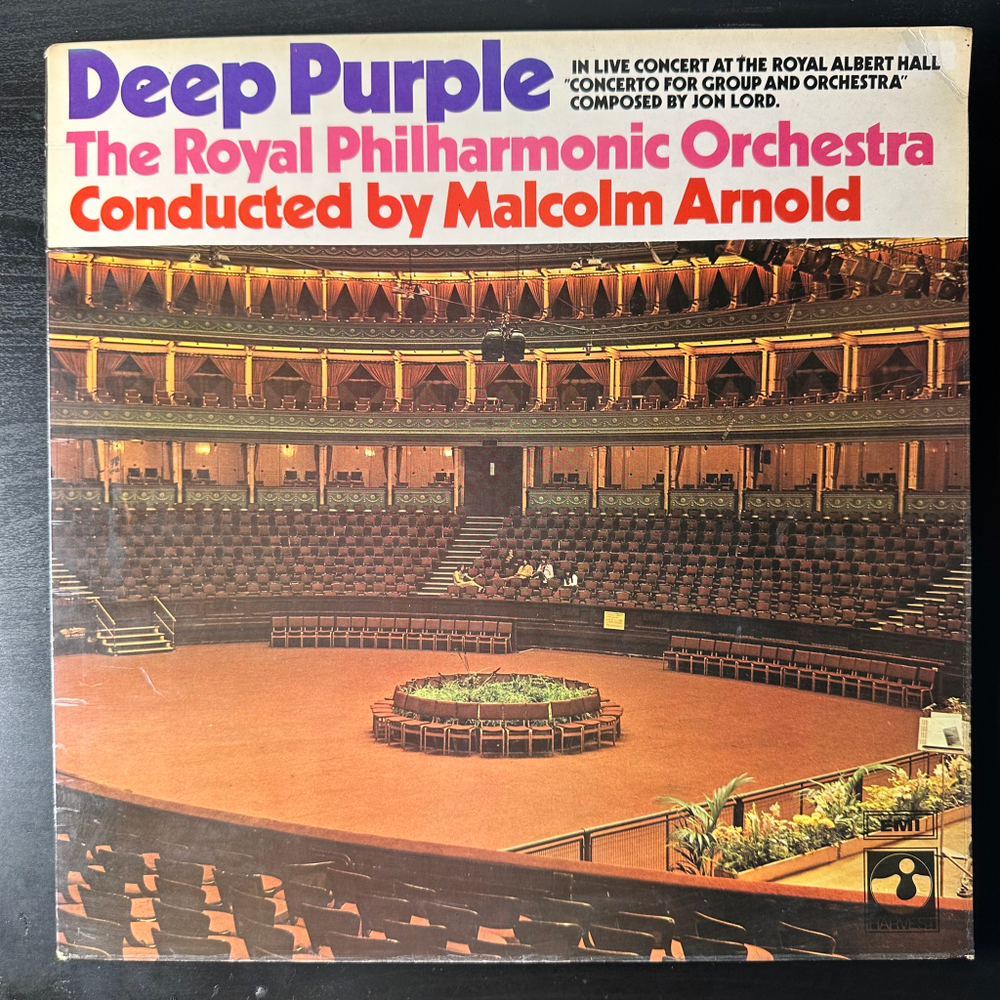 Deep Purple
IN LIVE CONCERT AT THE ROYAL ALBERT HALL
"CONCERTO FOR GROUP AND ORCHESTRA"
COMPOSED BY JON LORD.
The Royal Philharmonic Orchestra
Conducted by Malcolm Arnold
EMI
HARVEST